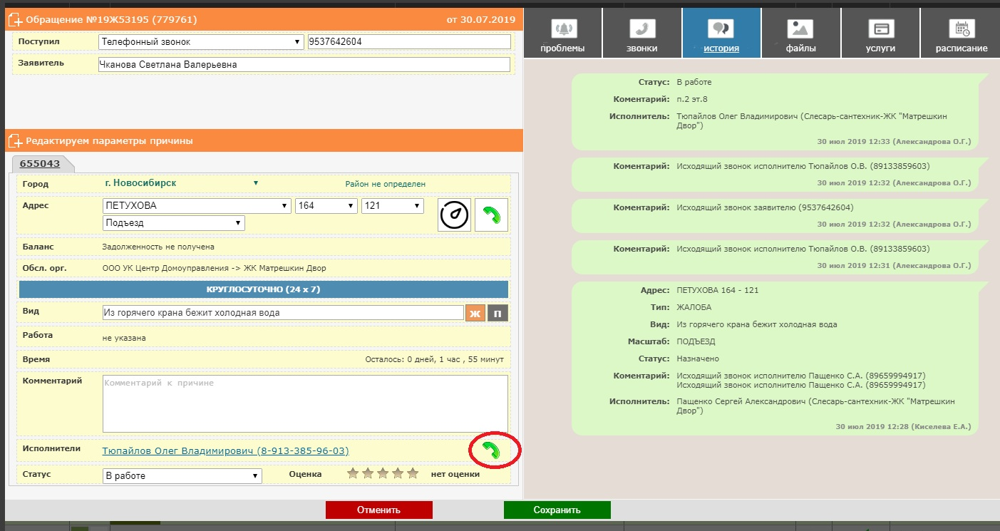 Обращение №19Ж53195 (779761) от 30.07.2019
Поступил Телефонный звонок 9537642604
Заявитель Чканова Светлана Валерьевна
Редактируем параметры причины
655043
Город г. Новосибирск Район не определен
Адрес ПЕТУХОВА 164 121
Подъезд
Баланс Задолженность не получена
Обсл. орг. ООО УК Центр Домоуправления -> ЖК Матрешкин Двор
КРУГЛОСУТОЧНО (24 x 7)
Вид Из горячего крана бежит холодная вода Ж П
Работа не указана
Время Осталось: 0 дней, 1 час , 55 минут
Комментарий Комментарий к причине
Исполнители Тюпайлов Олег Владимирович (8-913-385-96-03)
Статус В работе Оценка нет оценки
проблемы звонки история файлы услуги расписание
Статус: В работе
Коментарий: п.2 эт.8
Исполнитель: Тюпайлов Олег Владимирович (Слесарь-сантехник-ЖК "Матрешкин
Двор")
30 июл 2019 12:33 (Александрова О.Г.)
Коментарий: Исходящий звонок исполнителю Тюпайлов О.В. (89133859603)
30 июл 2019 12:32 (Александрова О.Г.)
Коментарий: Исходящий звонок заявителю (9537642604)
30 июл 2019 12:32 (Александрова О.Г.)
Коментарий: Исходящий звонок исполнителю Тюпайлов О.В. (89133859603)
30 июл 2019 12:31 (Александрова О.Г.)
Адрес: ПЕТУХОВА 164 - 121
Тип: ЖАЛОБА
Вид: Из горячего крана бежит холодная вода
Масштаб: ПОДЪЕЗД
Статус: Назначено
Коментарий: Исходящий звонок исполнителю Пащенко С.А. (89659994917)
Исходящий звонок исполнителю Пащенко С.А. (89659994917)
Исполнитель: Пащенко Сергей Александрович (Слесарь-сантехник-ЖК "Матрешкин
Двор")
30 июл 2019 12:28 (Киселева Е.А.)
Отменить Сохранить